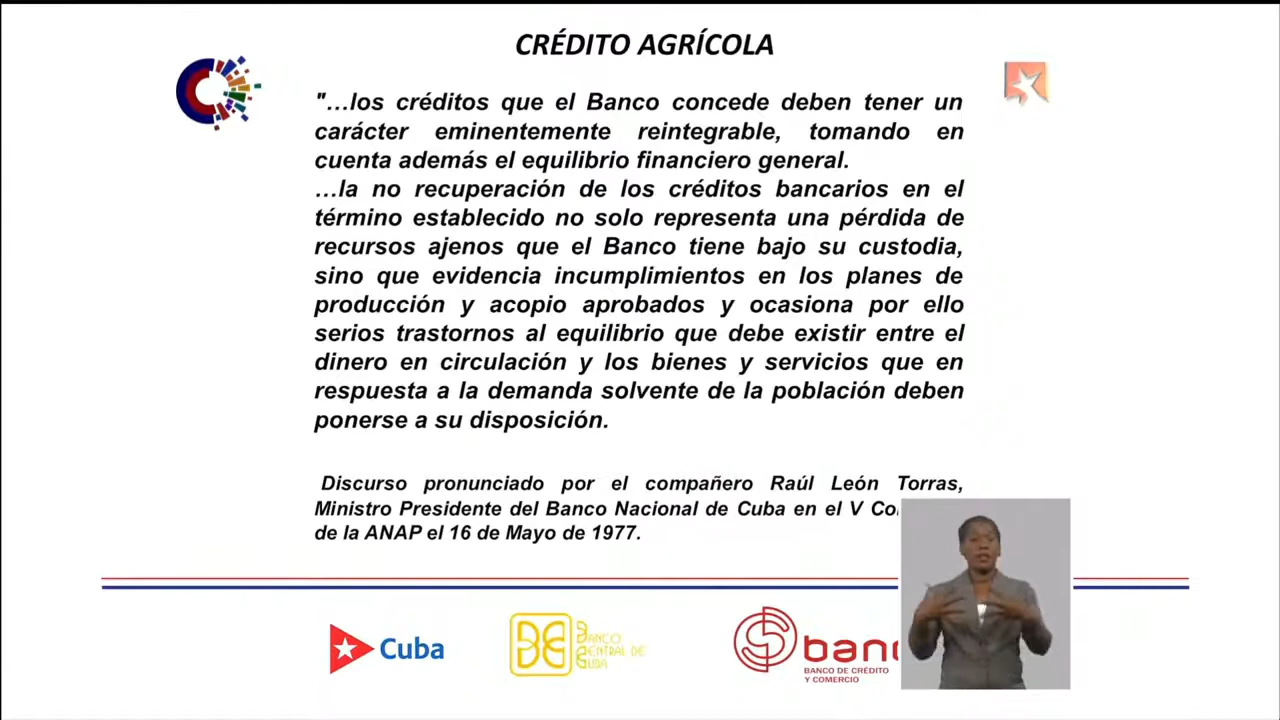 CRÉDITO AGRÍCOLA
"...los créditos que el Banco concede deben tener un
carácter eminentemente reintegrable, tomando en
cuenta además el equilibrio financiero general.
...la no recuperación de los créditos bancarios en el
término establecido no solo representa una pérdida de
recursos ajenos que el Banco tiene bajo su custodia,
sino que evidencia incumplimientos en los planes de
producción y acopio aprobados y ocasiona por ello
serios trastornos al equilibrio que debe existir entre el
dinero en circulación y los bienes y servicios que en
respuesta a la demanda solvente de la población deben
ponerse a su disposición.
Discurso pronunciado por el compañero Raúl León Torras,
Ministro Presidente del Banco Nacional de Cuba en el V
de la ANAP el 16 de Mayo de 1977.
Cuba
BANCO
CENTRAL DE
CUBA
BANCO DE CRÉDITO
Y COMERCIO